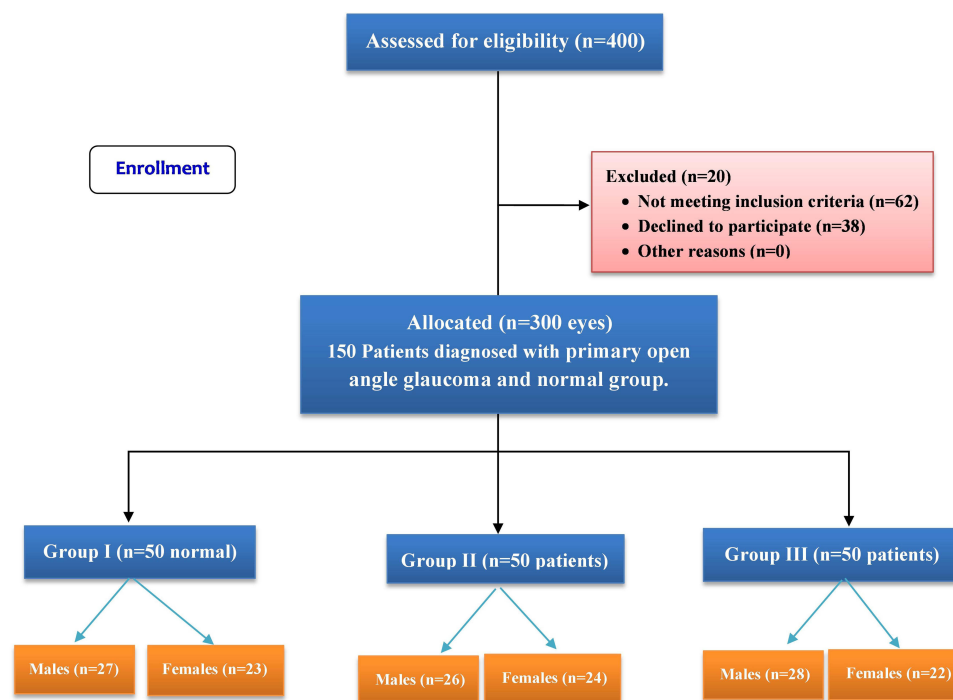 Assessed for eligibility (n=400)
Enrollment
Excluded (n=20)
• Not meeting inclusion criteria (n=62)
• Declined to participate (n=38)
• Other reasons (n=0)
Allocated (n=300 eyes)
150 Patients diagnosed with primary open
angle glaucoma and normal group.
Group I (n=50 normal)
Group II (n=50 patients)
Group III (n=50 patients)
Males (n=27)
Females (n=23)
Males (n=26)
Females (n=24)
Males (n=28)
Females (n=22)